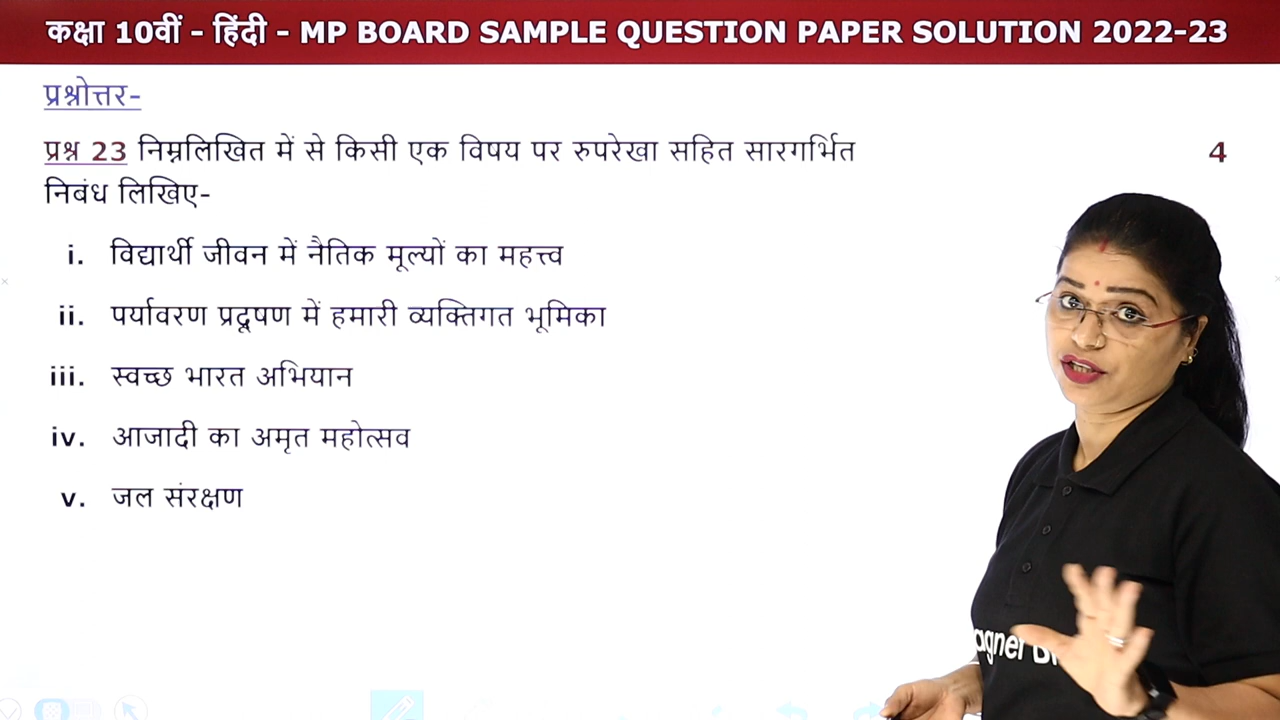 कक्षा 10वीं - हिंदी - MP BOARD SAMPLE QUESTION PAPER SOLUTION 2022-23
प्रश्नोत्तर-
प्रश्न 23 निम्नलिखित में से किसी एक विषय पर रुपरेखा सहित सारगर्भित 4
निबंध लिखिए-
i. विद्यार्थी जीवन में नैतिक मूल्यों का महत्त्व
ii. पर्यावरण प्रदूषण में हमारी व्यक्तिगत भूमिका
iii. स्वच्छ भारत अभियान
iv. आजादी का अमृत महोत्सव
v. जल संरक्षण